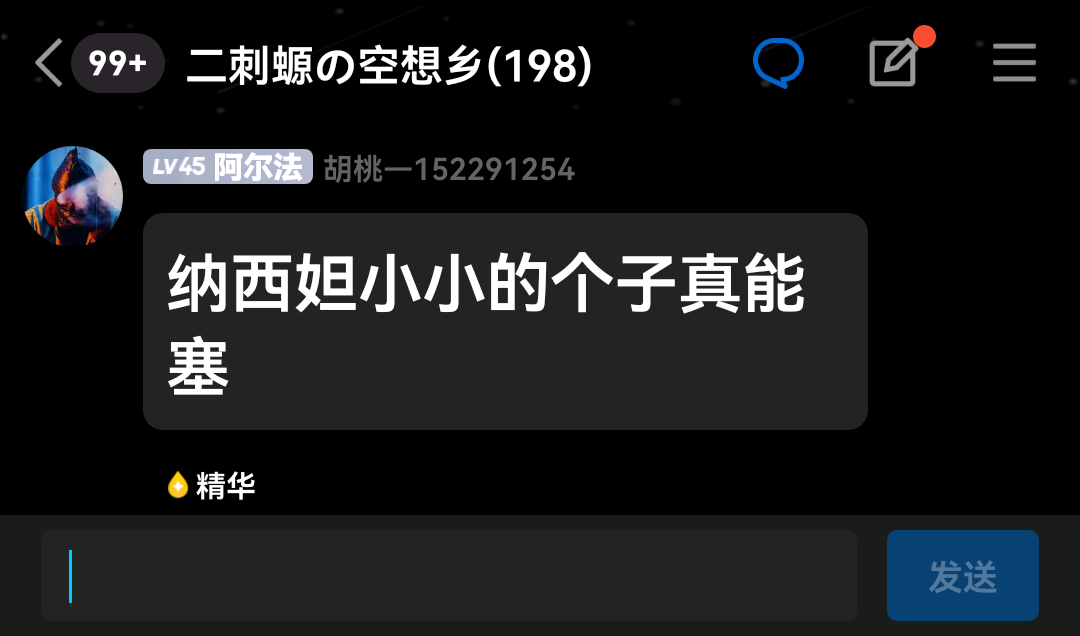 99+ 二刺螈の空想乡(198)
LV45 阿尔法 胡桃一152291254
纳西妲小小的个子真能
塞
精华
发送